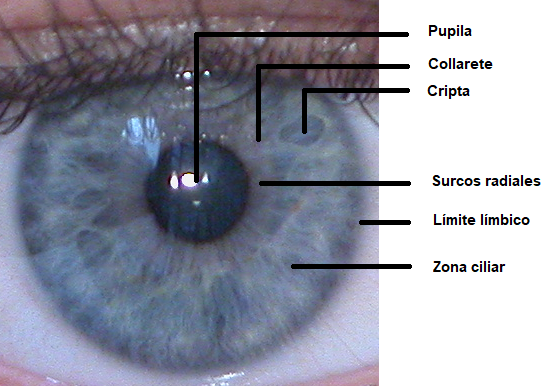 Pupila
Collarete
Cripta
Surcos radiales
Límite límbico
Zona ciliar